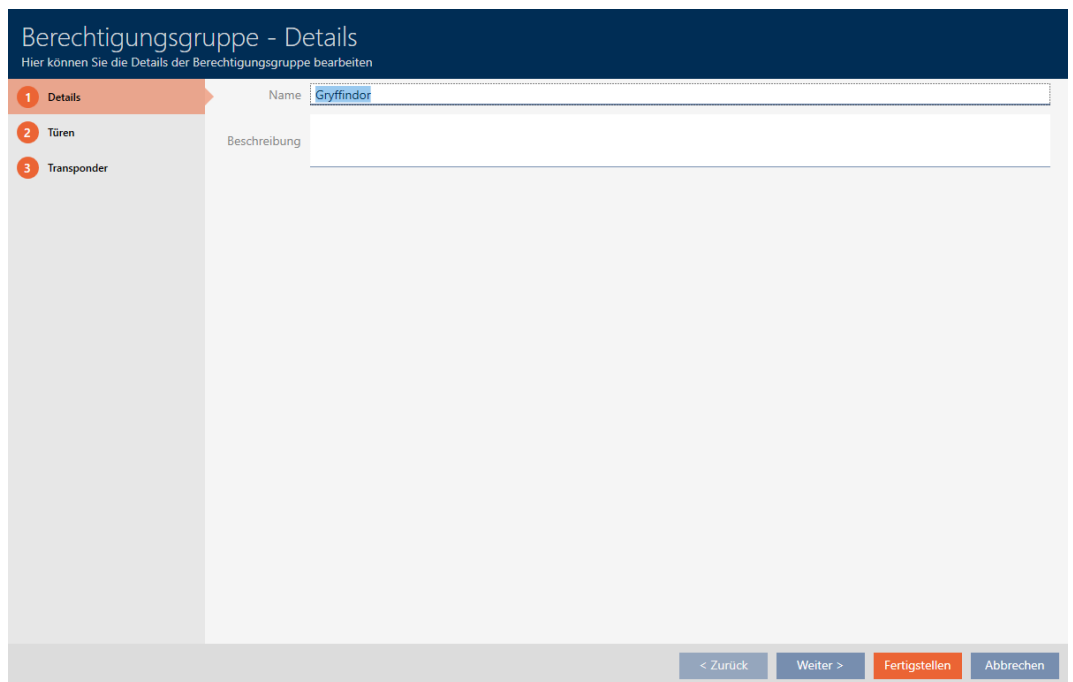 Berechtigungsgruppe - Details
Hier können Sie die Details der Berechtigungsgruppe bearbeiten
1 Details
2 Türen
3 Transponder
Name Gryffindor
Beschreibung
< Zurück Weiter > Fertigstellen Abbrechen